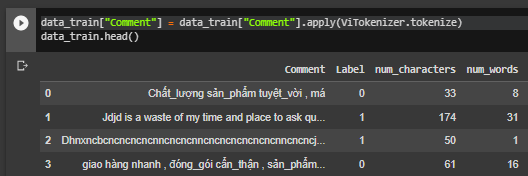 data_train["Comment"] = data_train["Comment"].apply(ViTokenizer.tokenize)
data_train.head()
Comment Label num_characters num_words
0 Chất_lượng sản_phẩm tuyệt_vời , má 0 33 8
1 Jdjd is a waste of my time and place to ask qu... 1 174 31
2 Dhnxncbcncncncncnncncnncnncncncncncncnncncncj... 1 50 1
3 giao hàng nhanh , đóng_gói cẩn_thận , sản_phẩm... 0 61 16